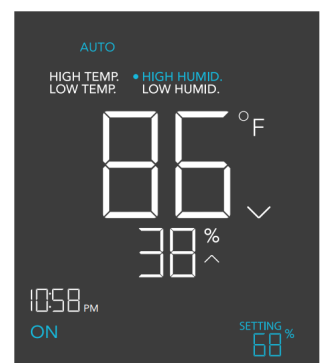 AUTO
HIGH TEMP. • HIGH HUMID.
LOW TEMP. LOW HUMID.
86 °F
38 %
10:58 PM
ON
SETTING
68 %